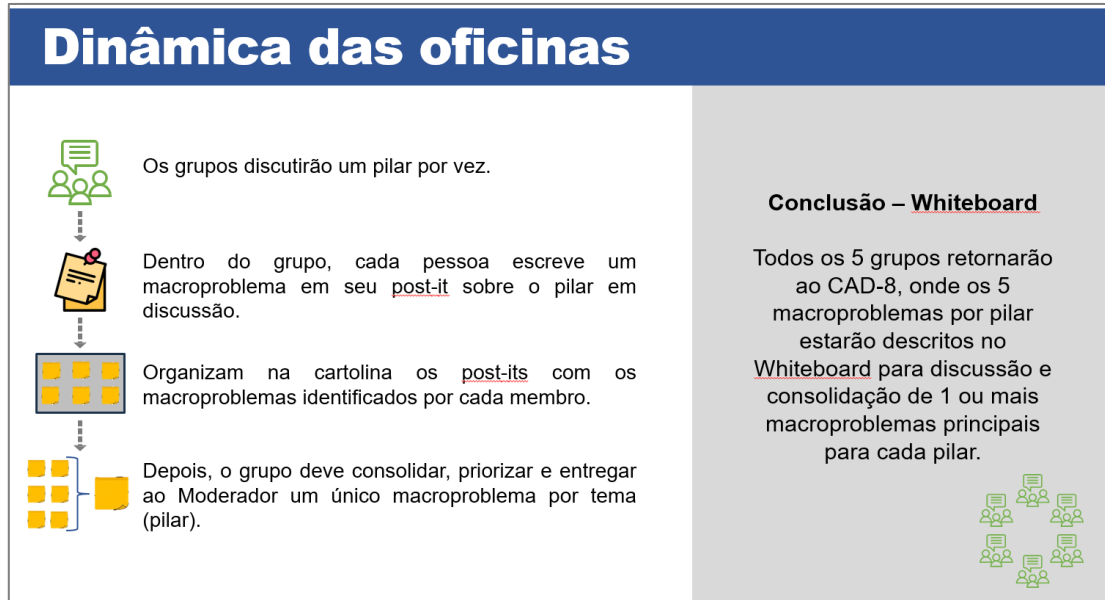 Dinâmica das oficinas
Os grupos discutirão um pilar por vez.
Dentro do grupo, cada pessoa escreve um
macroproblema em seu post-it sobre o pilar em
discussão.
Organizam na cartolina os post-its com os
macroproblemas identificados por cada membro.
Depois, o grupo deve consolidar, priorizar e entregar
ao Moderador um único macroproblema por tema
(pilar).
Conclusão – Whiteboard
Todos os 5 grupos retornarão
ao CAD-8, onde os 5
macroproblemas por pilar
estarão descritos no
Whiteboard para discussão e
consolidação de 1 ou mais
macroproblemas principais
para cada pilar.